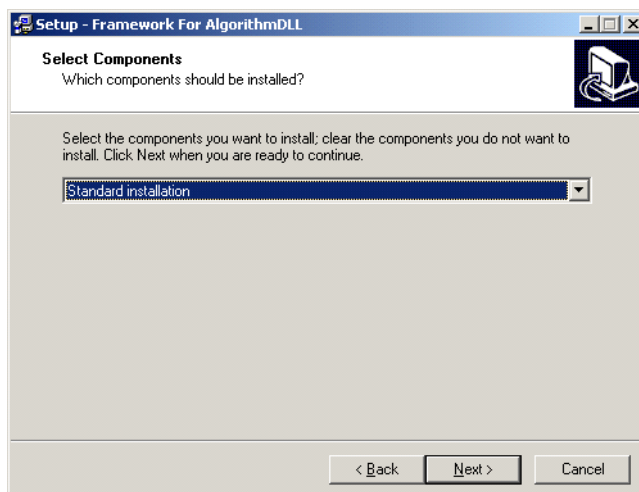 Setup - Framework For AlgorithmDLL
Select Components
Which components should be installed?
Select the components you want to install; clear the components you do not want to
install. Click Next when you are ready to continue.
Standard installation
< Back
Next >
Cancel